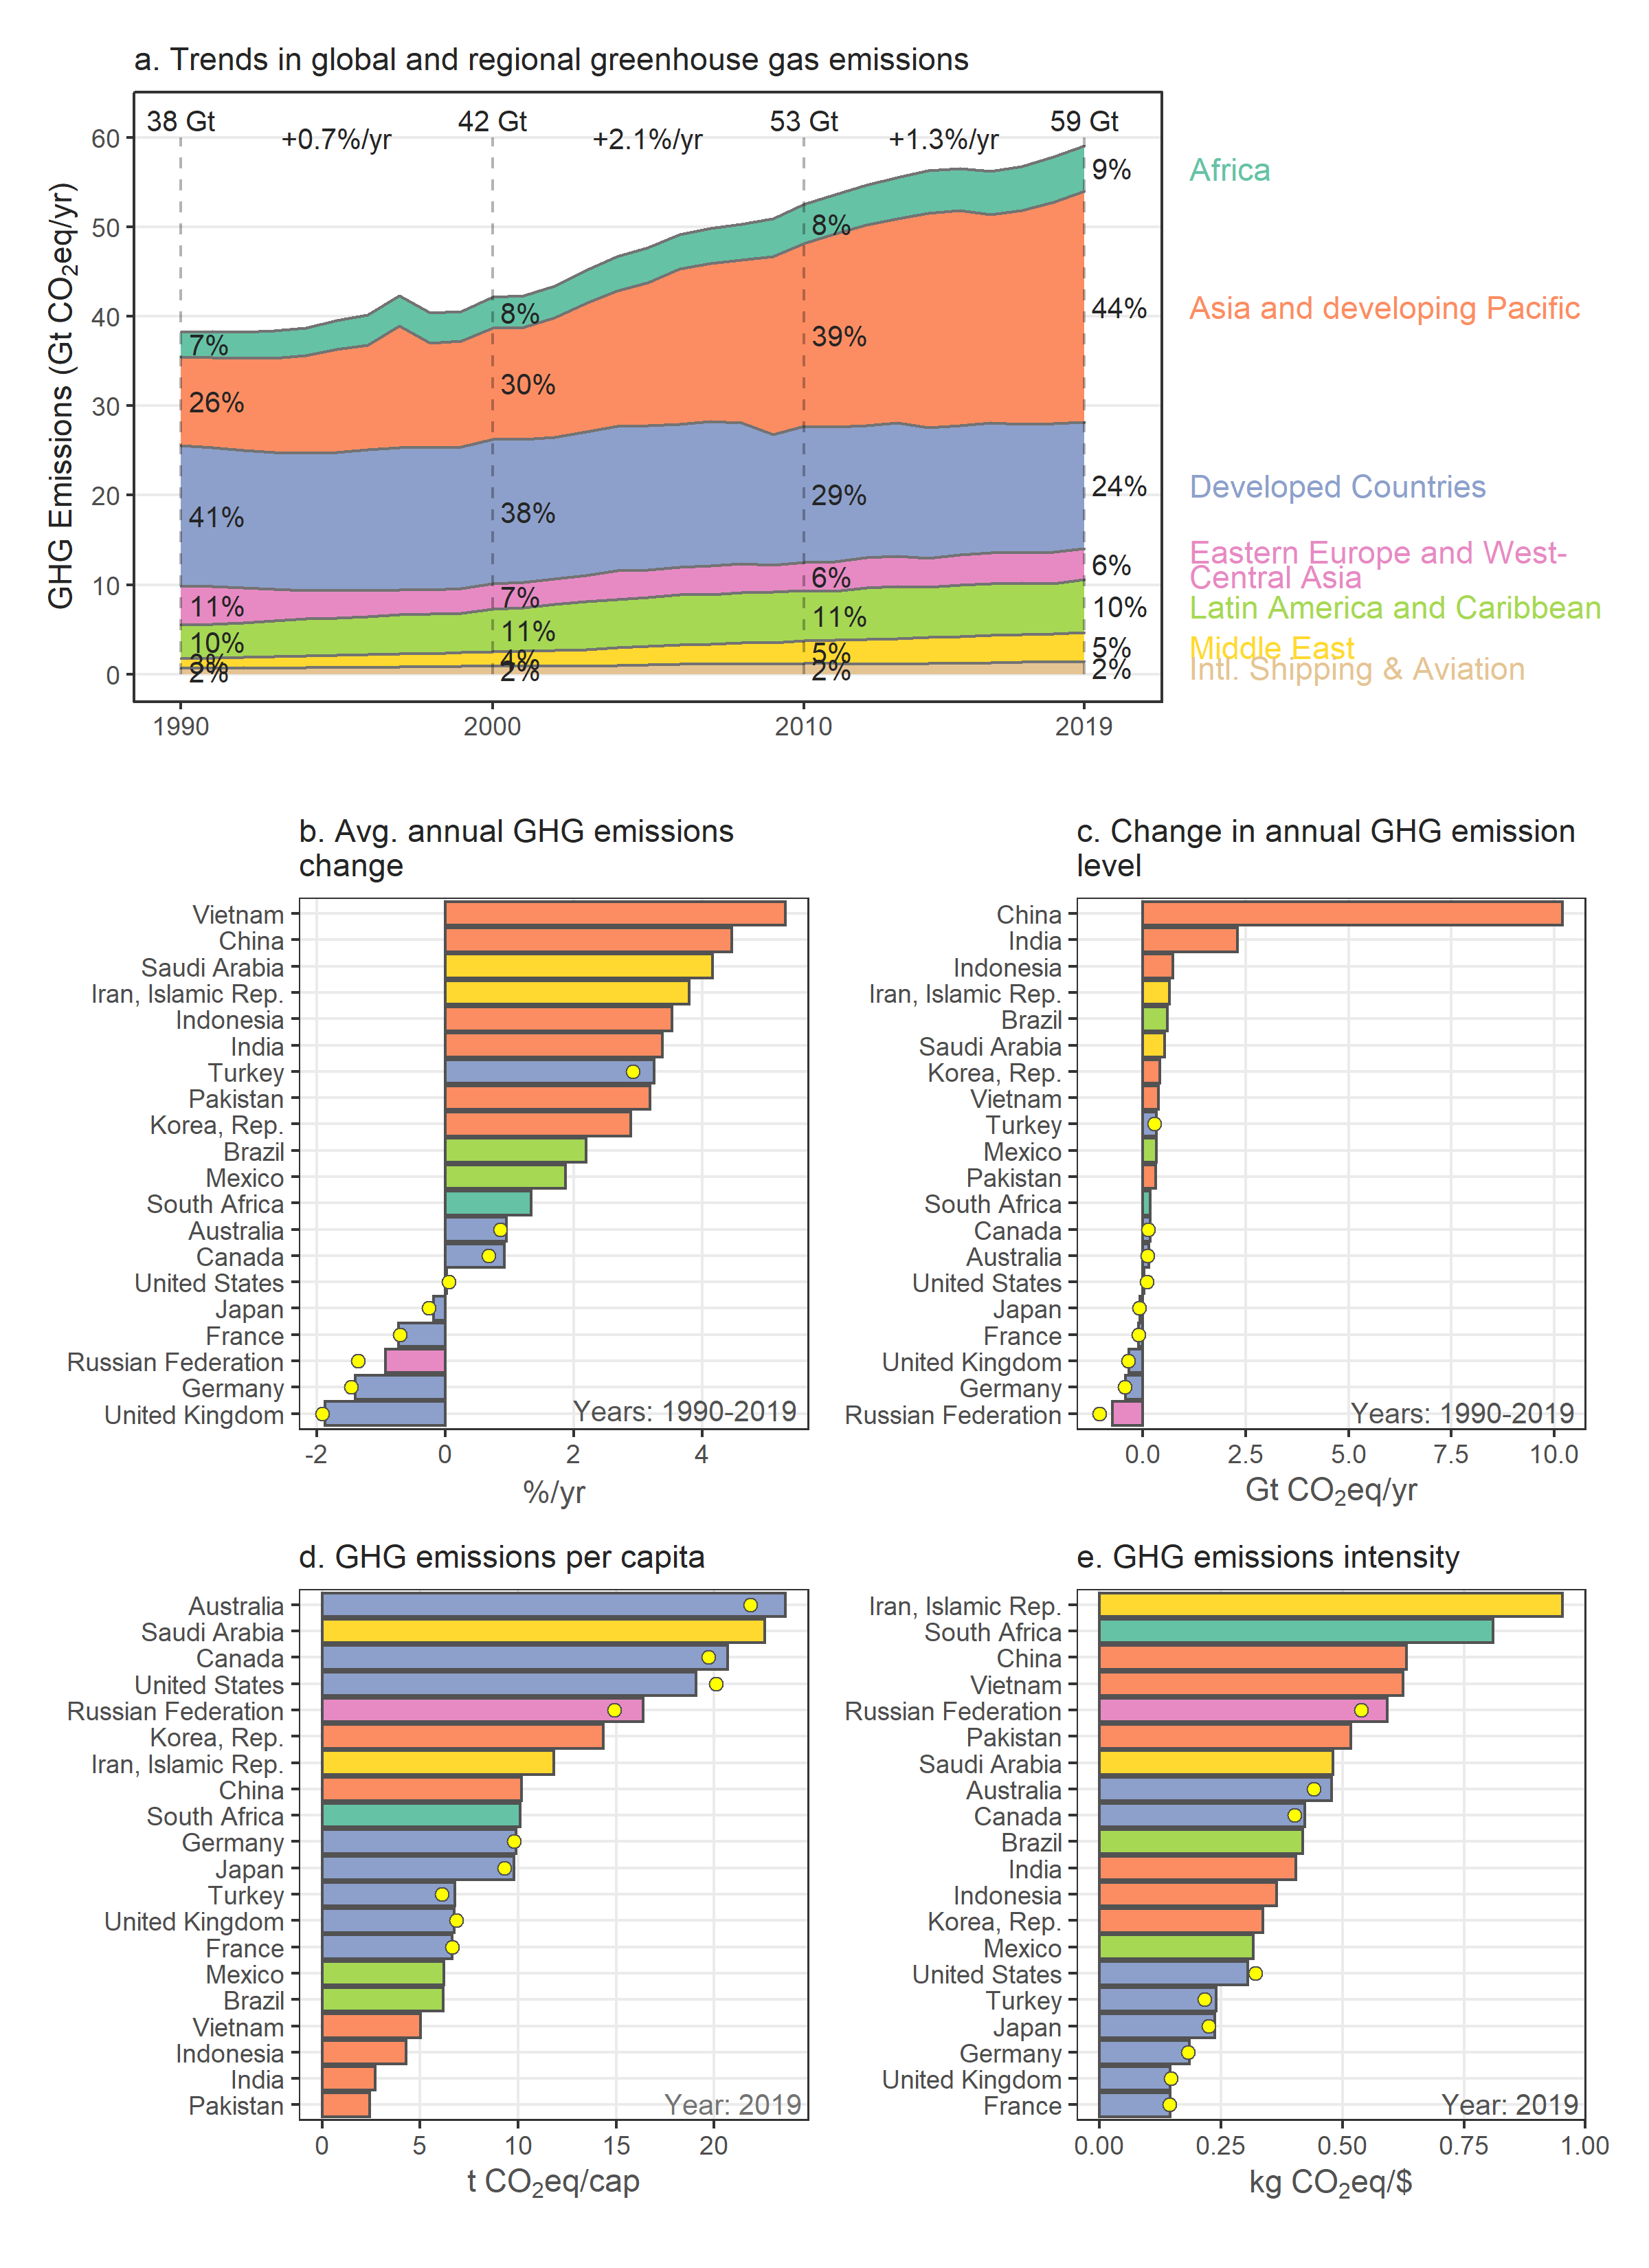 a. Trends in global and regional greenhouse gas emissions
38 Gt
42 Gt
53 Gt
59 Gt
+0.7%/yr
+2.1%/yr
+1.3%/yr
GHG Emissions (Gt CO₂eq/yr)
60
50
40
30
20
10
0
7%
26%
41%
11%
10%
3%
2%
8%
30%
38%
7%
11%
4%
2%
8%
39%
29%
6%
11%
5%
2%
9%
44%
24%
6%
10%
5%
2%
Africa
Asia and developing Pacific
Developed Countries
Eastern Europe and West-
Central Asia
Latin America and Caribbean
Middle East
Intl. Shipping & Aviation
1990
2000
2010
2019
b. Avg. annual GHG emissions
change
Vietnam
China
Saudi Arabia
Iran, Islamic Rep.
Indonesia
India
Turkey
Pakistan
Korea, Rep.
Brazil
Mexico
South Africa
Australia
Canada
United States
Japan
France
Russian Federation
Germany
United Kingdom
Years: 1990-2019
-2
0
2
4
%/yr
c. Change in annual GHG emission
level
China
India
Indonesia
Iran, Islamic Rep.
Brazil
Saudi Arabia
Korea, Rep.
Vietnam
Turkey
Mexico
Pakistan
South Africa
Canada
Australia
United States
Japan
France
United Kingdom
Germany
Russian Federation
Years: 1990-2019
0.0
2.5
5.0
7.5
10.0
Gt CO₂eq/yr
d. GHG emissions per capita
Australia
Saudi Arabia
Canada
United States
Russian Federation
Korea, Rep.
Iran, Islamic Rep.
China
South Africa
Germany
Japan
Turkey
United Kingdom
France
Mexico
Brazil
Vietnam
Indonesia
India
Pakistan
Year: 2019
0
5
10
15
20
t CO₂eq/cap
e. GHG emissions intensity
Iran, Islamic Rep.
South Africa
China
Vietnam
Russian Federation
Pakistan
Saudi Arabia
Australia
Canada
Brazil
India
Indonesia
Korea, Rep.
Mexico
United States
Turkey
Japan
Germany
United Kingdom
France
Year: 2019
0.00
0.25
0.50
0.75
1.00
kg CO₂eq/$